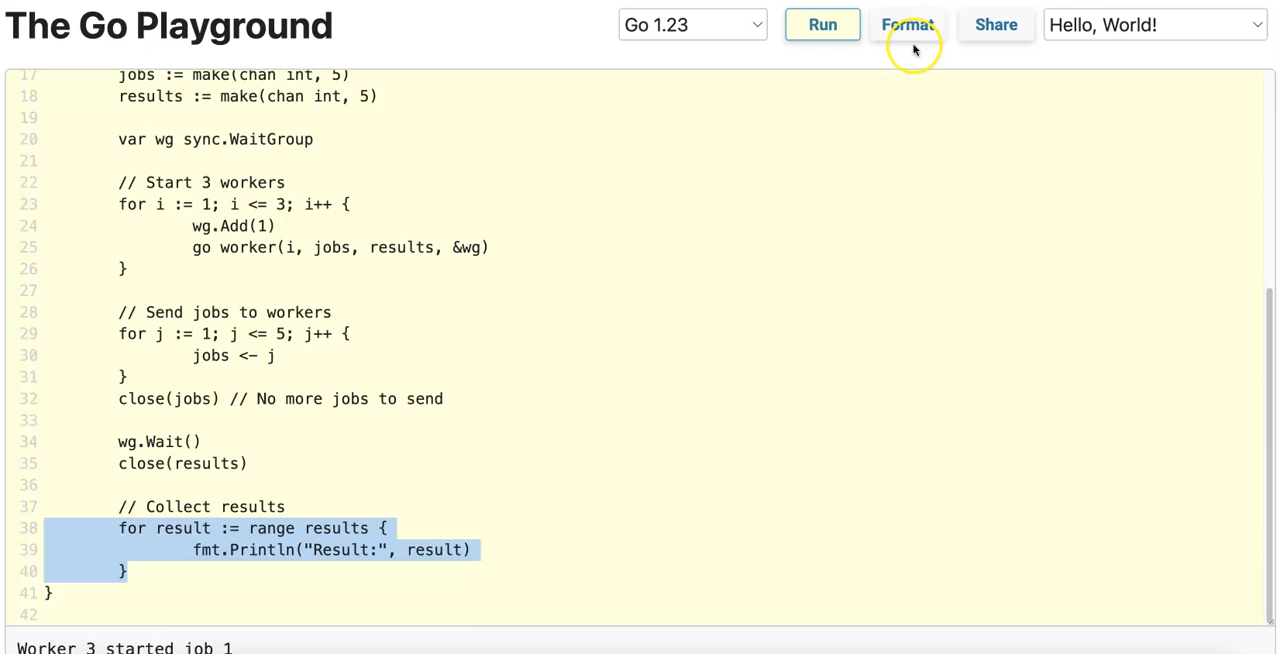 The Go Playground
Go 1.23
Run
Format
Share
Hello, World!
17 jobs := make(chan int, 5)
18 results := make(chan int, 5)
19
20 var wg sync.WaitGroup
21
22 // Start 3 workers
23 for i := 1; i <= 3; i++ {
24 wg.Add(1)
25 go worker(i, jobs, results, &wg)
26 }
27
28 // Send jobs to workers
29 for j := 1; j <= 5; j++ {
30 jobs <- j
31 }
32 close(jobs) // No more jobs to send
33
34 wg.Wait()
35 close(results)
36
37 // Collect results
38 for result := range results {
39 fmt.Println("Result:", result)
40 }
41 }
42
Worker 3 started job 1